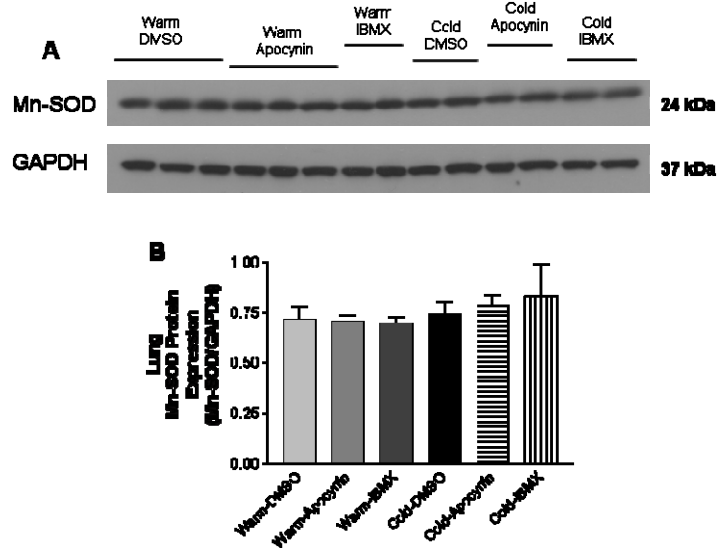 A
Warm
DMSO
Warm
Apocynin
Warm
IBMX
Cold
DMSO
Cold
Apocynin
Cold
IBMX
Mn-SOD
24 kDa
GAPDH
37 kDa
B
Lung
Mn-SOD Protein
Expression
(Mn-SOD/GAPDH)
1.00
0.75
0.50
0.25
0.00
Warm-DMSO
Warm-Apocynin
Warm-IBMX
Cold-DMSO
Cold-Apocynin
Cold-IBMX